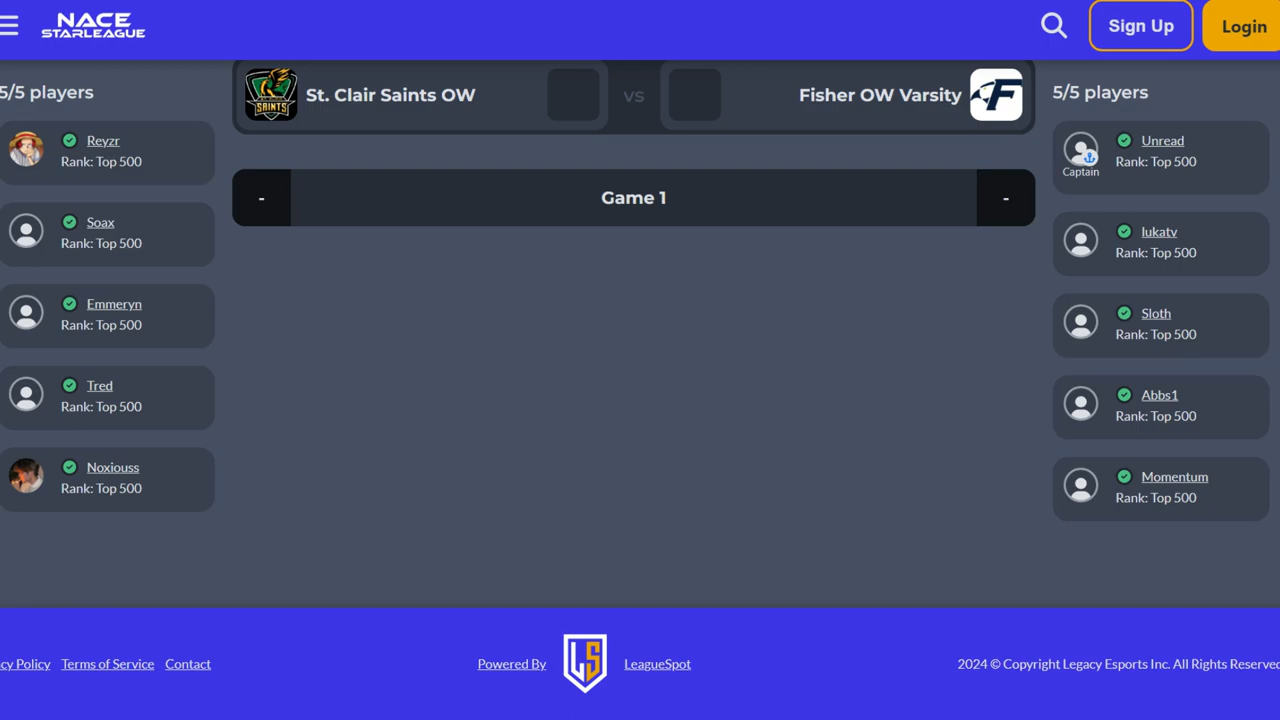 NACE
STARLEAGUE
Sign Up
Login
5/5 players
Reyzr
Rank: Top 500
Soax
Rank: Top 500
Emmeryn
Rank: Top 500
Tred
Rank: Top 500
Noxiouss
Rank: Top 500
SAINTS
St. Clair Saints OW
vs
Fisher OW Varsity
F
- Game 1 -
5/5 players
Unread
Rank: Top 500
Captain
lukatv
Rank: Top 500
Sloth
Rank: Top 500
Abbs1
Rank: Top 500
Momentum
Rank: Top 500
cy Policy Terms of Service Contact
Powered By LS LeagueSpot
2024 © Copyright Legacy Esports Inc. All Rights Reserved